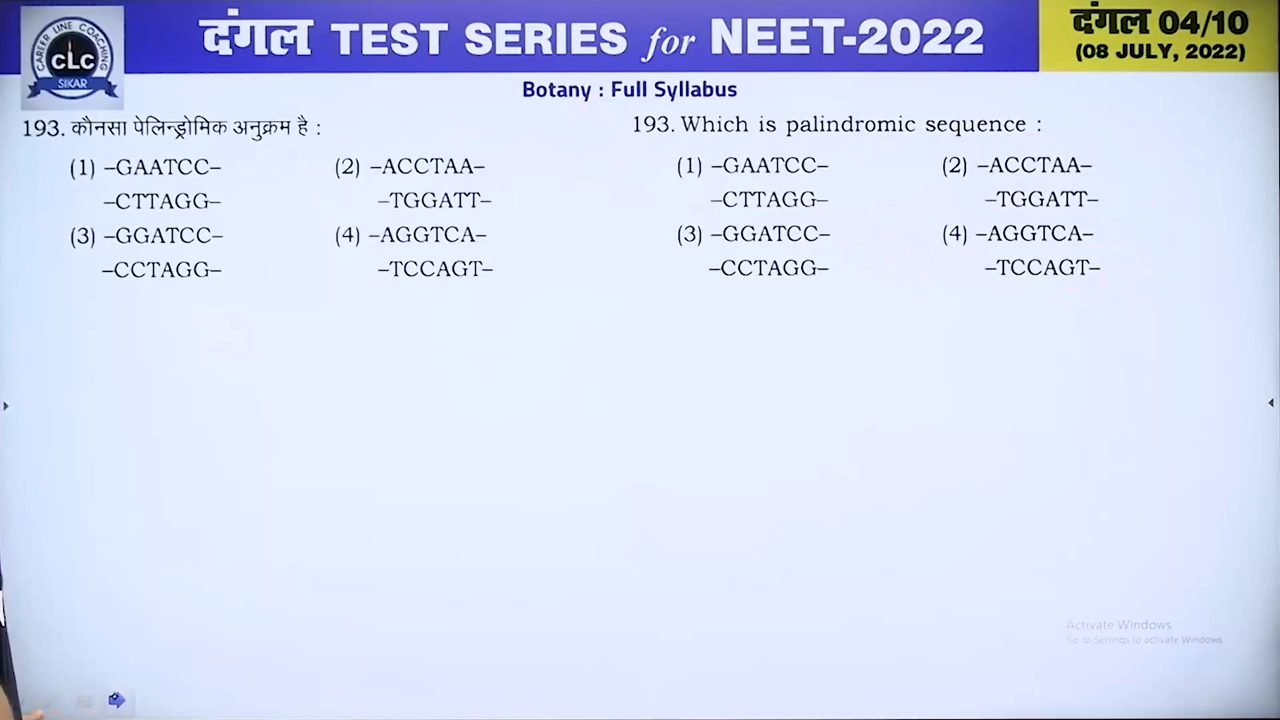 दंगल TEST SERIES for NEET-2022
दंगल 04/10
(08 JULY, 2022)
CAREER LINE COACHING
CLC
SIKAR
Botany : Full Syllabus
193. कौनसा पेलिन्ड्रोमिक अनुक्रम है :
(1) –GAATCC– (2) –ACCTAA–
–CTTAGG– –TGGATT–
(3) –GGATCC– (4) –AGGTCA–
–CCTAGG– –TCCAGT–
193. Which is palindromic sequence :
(1) –GAATCC– (2) –ACCTAA–
–CTTAGG– –TGGATT–
(3) –GGATCC– (4) –AGGTCA–
–CCTAGG– –TCCAGT–
Activate Windows
Go to Settings to activate Windows.